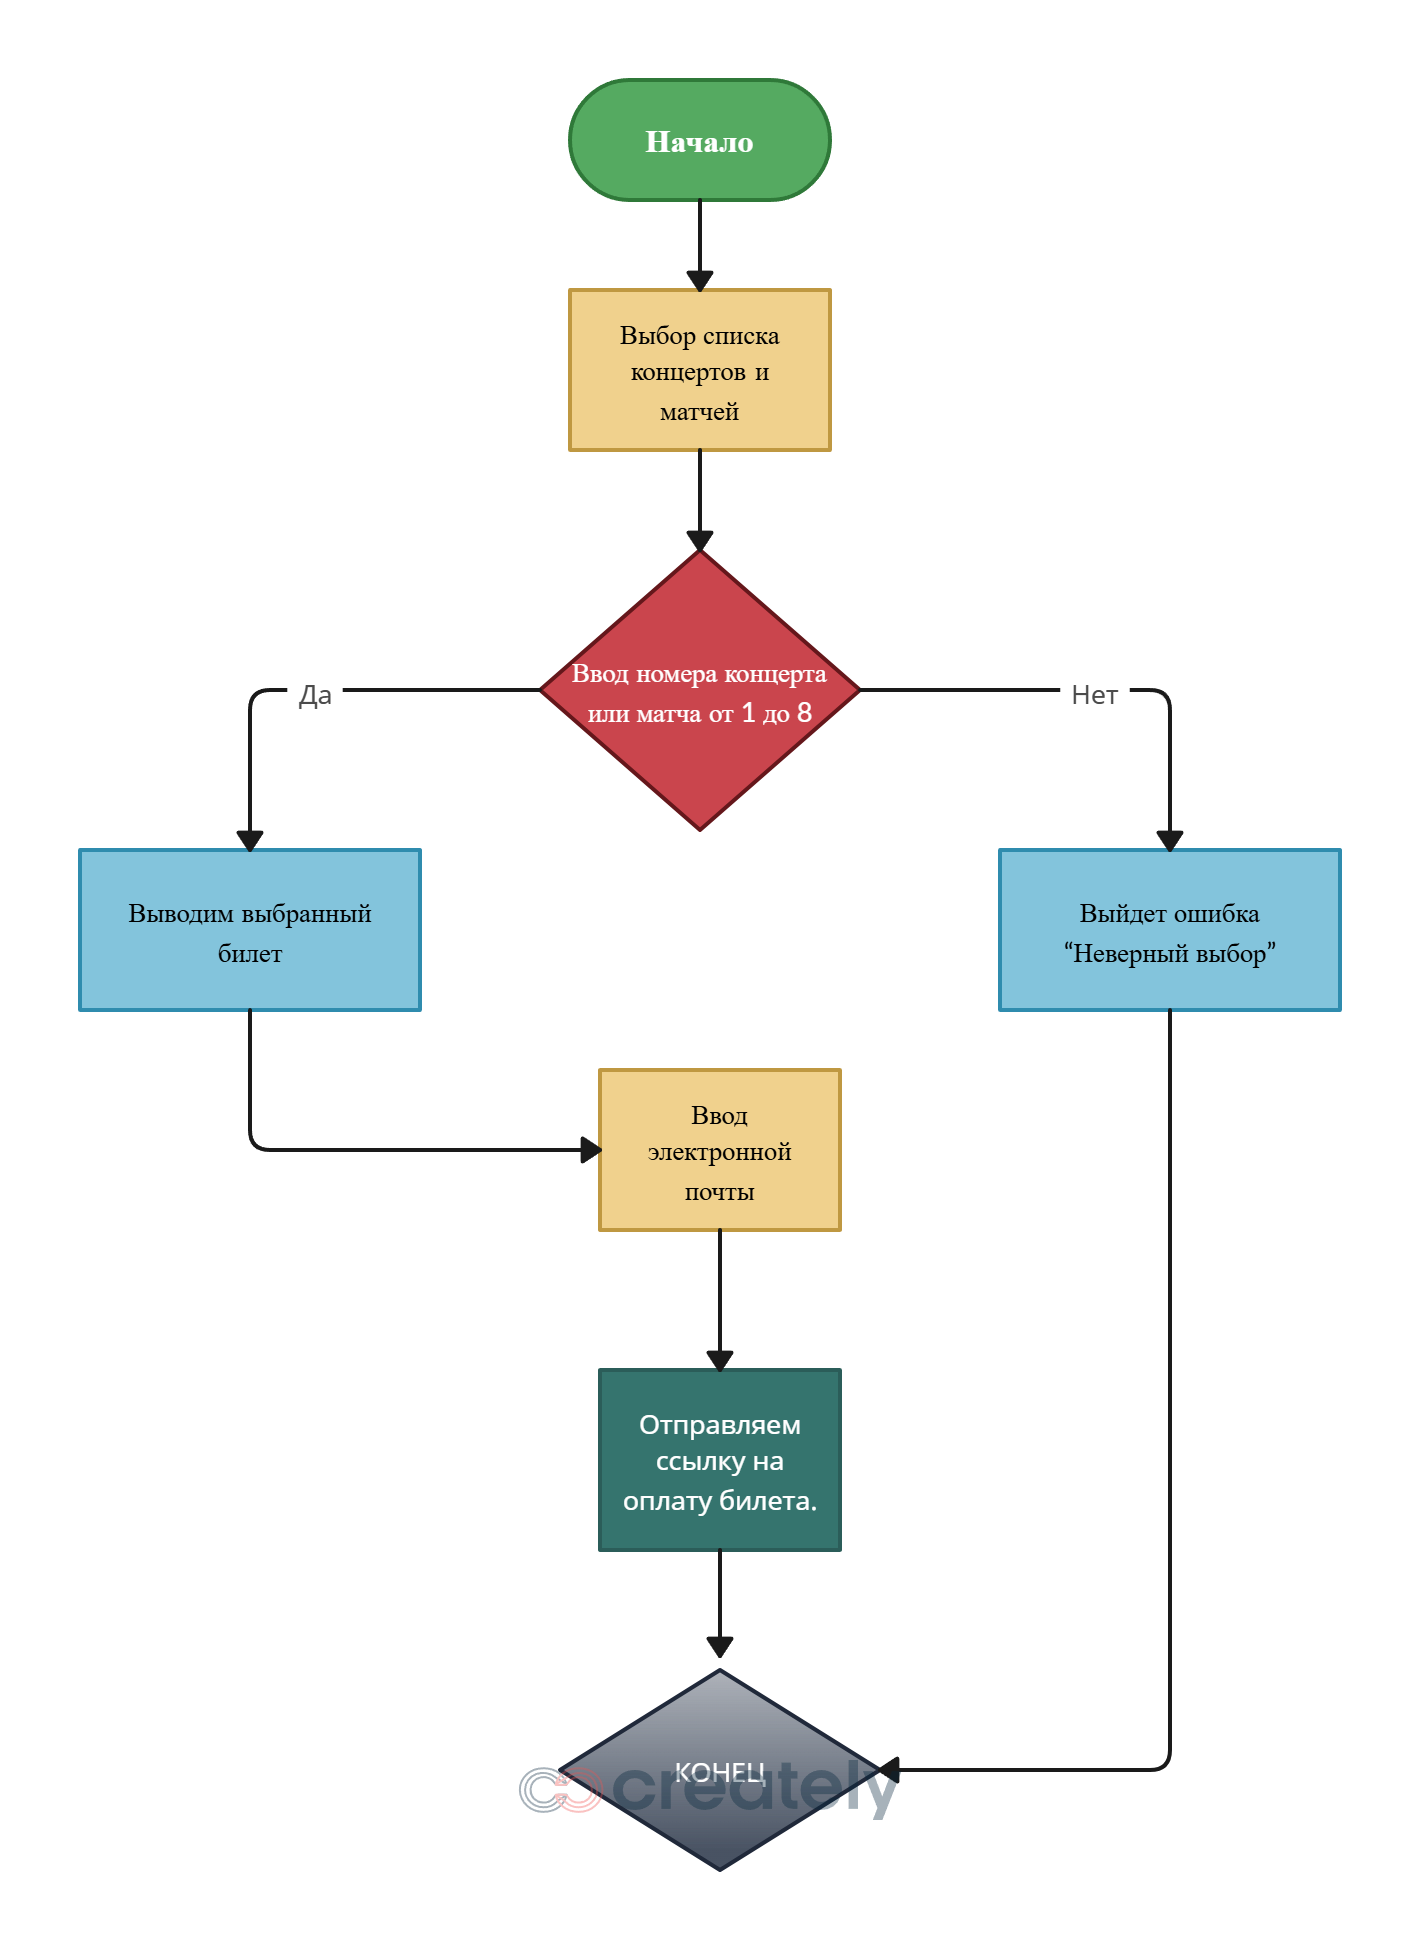 Начало
Выбор списка
концертов и
матчей
Ввод номера концерта
или матча от 1 до 8
Да
Нет
Выводим выбранный
билет
Выйдет ошибка
“Неверный выбор”
Ввод
электронной
почты
Отправляем
ссылку на
оплату билета.
КОНЕЦ
creately